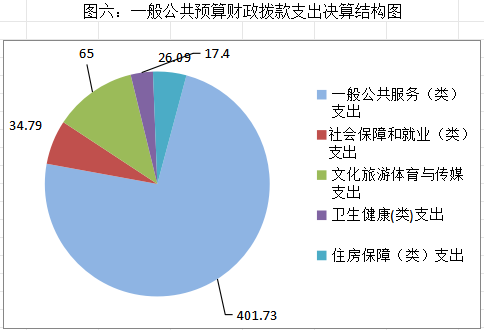 图六：一般公共预算财政拨款支出决算结构图
65
26.09
17.4
34.79
401.73
一般公共服务（类）
支出
社会保障和就业（类）
支出
文化旅游体育与传媒
支出
卫生健康(类)支出
住房保障（类）支出